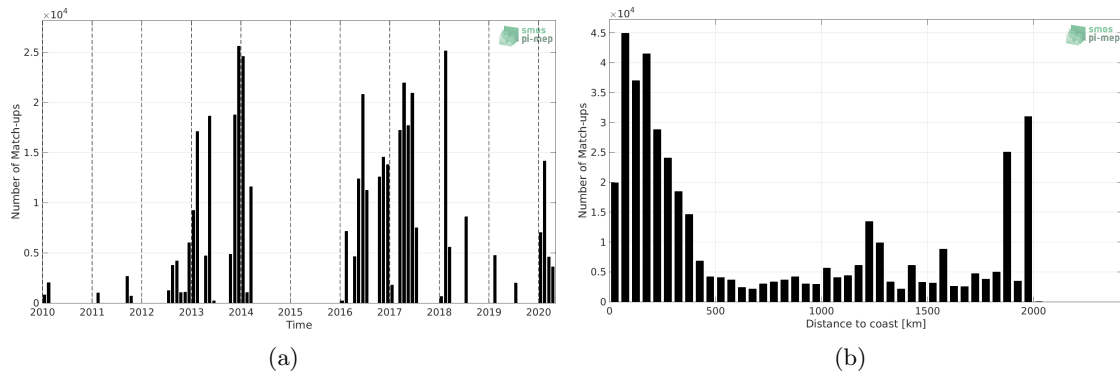 ×10⁴
2.5
2
1.5
1
0.5
0
Number of Match-ups
2010 2011 2012 2013 2014 2015 2016 2017 2018 2019 2020
Time
smos
pi-mep
(a)
×10⁴
4.5
4
3.5
3
2.5
2
1.5
1
0.5
0
Number of Match-ups
0 500 1000 1500 2000
Distance to coast [km]
smos
pi-mep
(b)